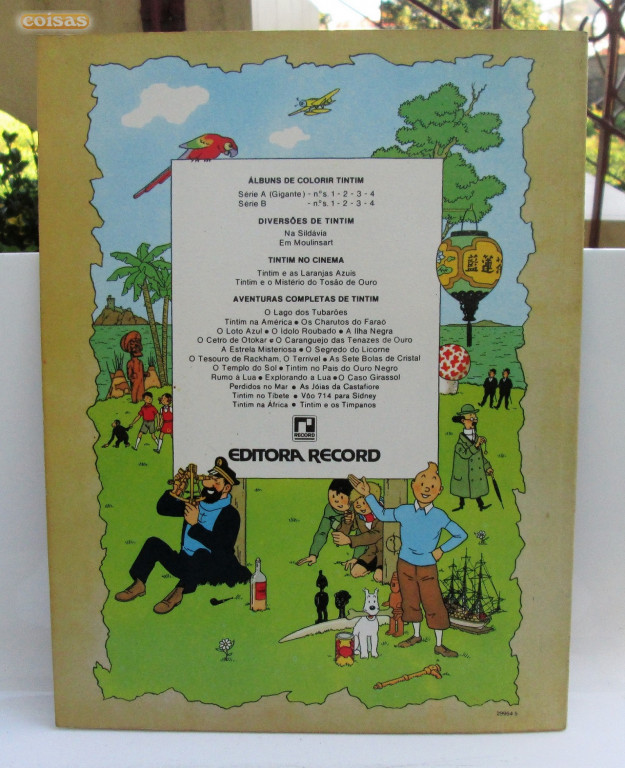 coisas
ÁLBUNS DE COLORIR TINTIM
Série A (Gigante) - n.ºs. 1 - 2 - 3 - 4
Série B - n.ºs. 1 - 2 - 3 - 4
DIVERSÕES DE TINTIM
Na Sildávia
Em Moulinsart
TINTIM NO CINEMA
Tintim e as Laranjas Azuis
Tintim e o Mistério do Tosão de Ouro
AVENTURAS COMPLETAS DE TINTIM
O Lago dos Tubarões
Tintim na América • Os Charutos do Faraó
O Loto Azul • O Ídolo Roubado • A Ilha Negra
O Cetro de Otokar • O Caranguejo das Tenazes de Ouro
A Estrela Misteriosa • O Segredo do Licorne
O Tesouro de Rackham, O Terrível • As Sete Bolas de Cristal
O Templo do Sol • Tintim no País do Ouro Negro
Rumo à Lua • Explorando a Lua • O Caso Girassol
Perdidos no Mar • As Jóias da Castafiore
Tintim no Tibete • Vôo 714 para Sidney
Tintim na África • Tintim e os Tímpanos
RECORD
EDITORA RECORD